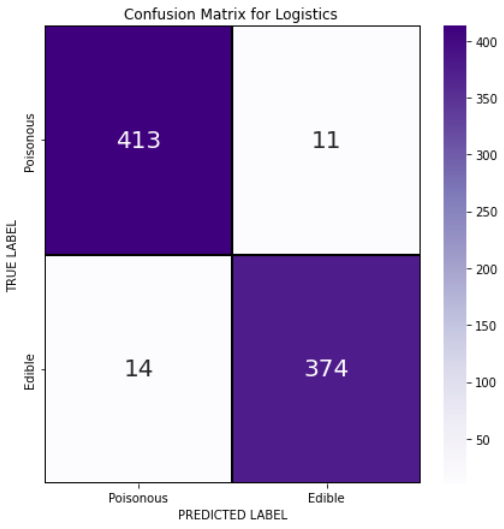 Confusion Matrix for Logistics
TRUE LABEL
Poisonous
Edible
413
11
14
374
Poisonous
Edible
PREDICTED LABEL
400
350
300
250
200
150
100
50